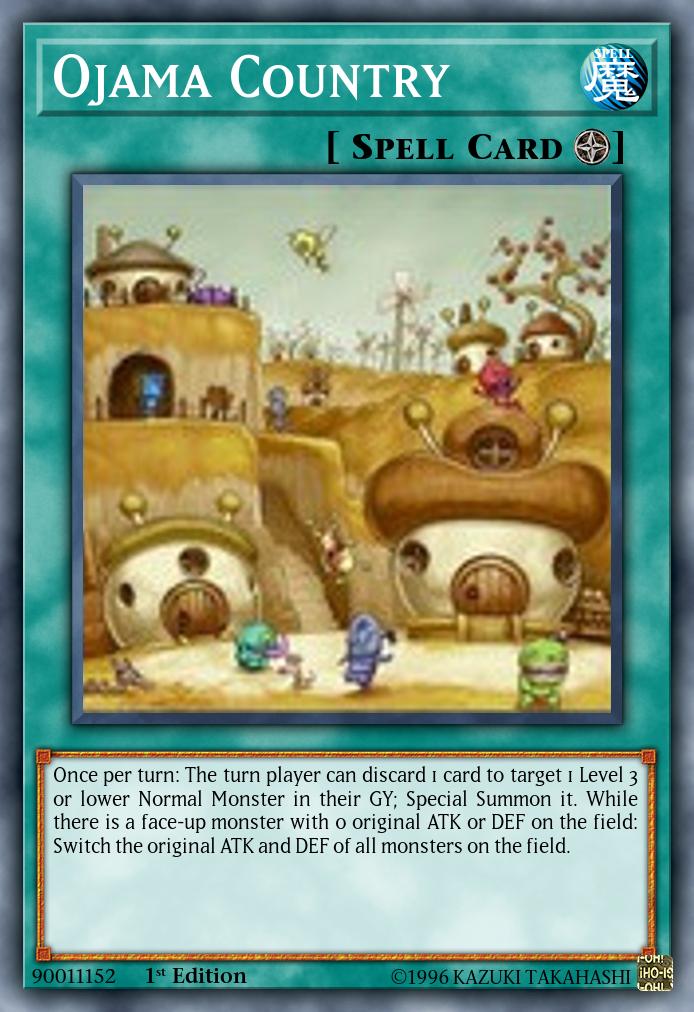 Ojama Country
SPELL
魔
[ Spell Card ]
Once per turn: The turn player can discard 1 card to target 1 Level 3
or lower Normal Monster in their GY; Special Summon it. While
there is a face-up monster with 0 original ATK or DEF on the field:
Switch the original ATK and DEF of all monsters on the field.
90011152 1st Edition ©1996 KAZUKI TAKAHASHI